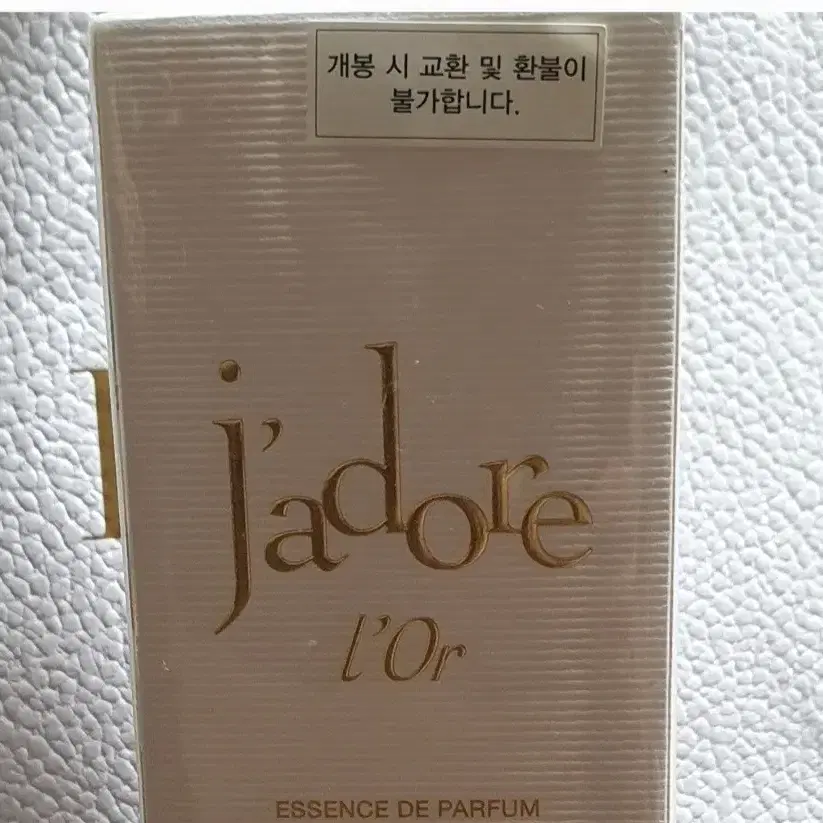 개봉 시 교환 및 환불이
불가합니다.
j'adore
l'Or
ESSENCE DE PARFUM